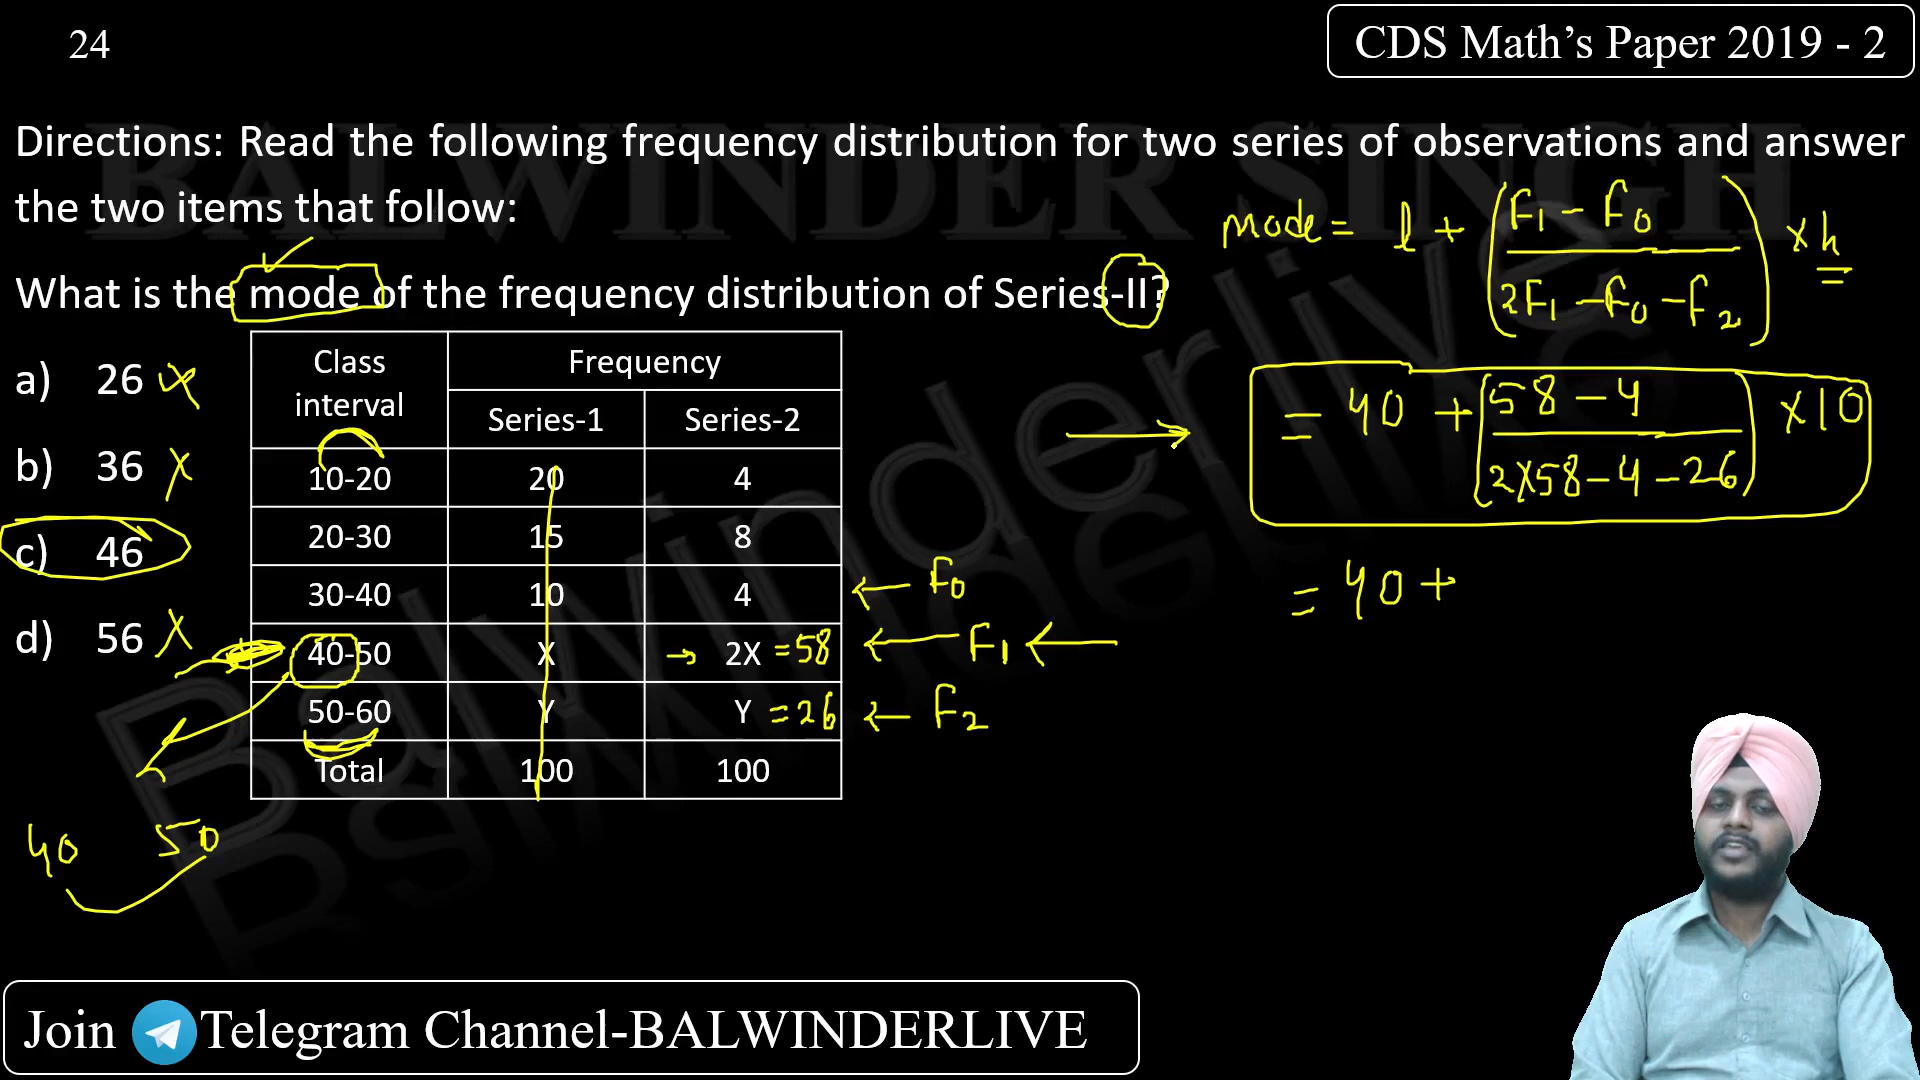 24
CDS Math’s Paper 2019 - 2
Directions: Read the following frequency distribution for two series of observations and answer
the two items that follow:
What is the mode of the frequency distribution of Series-II?
a) 26
b) 36
c) 46
d) 56
Class interval Frequency
Series-1 Series-2
10-20 20 4
20-30 15 8
30-40 10 4 ← F0
40-50 X → 2X = 58 ← F1 ←
50-60 Y Y = 26 ← F2
Total 100 100
40 50
mode = l + (F1 - F0 / 2F1 - F0 - F2) × h
= 40 + [58 - 4 / 2×58 - 4 - 26] ×10
= 40 +
BALWINDER SINGH
Balwinderlive
Join Telegram Channel-BALWINDERLIVE